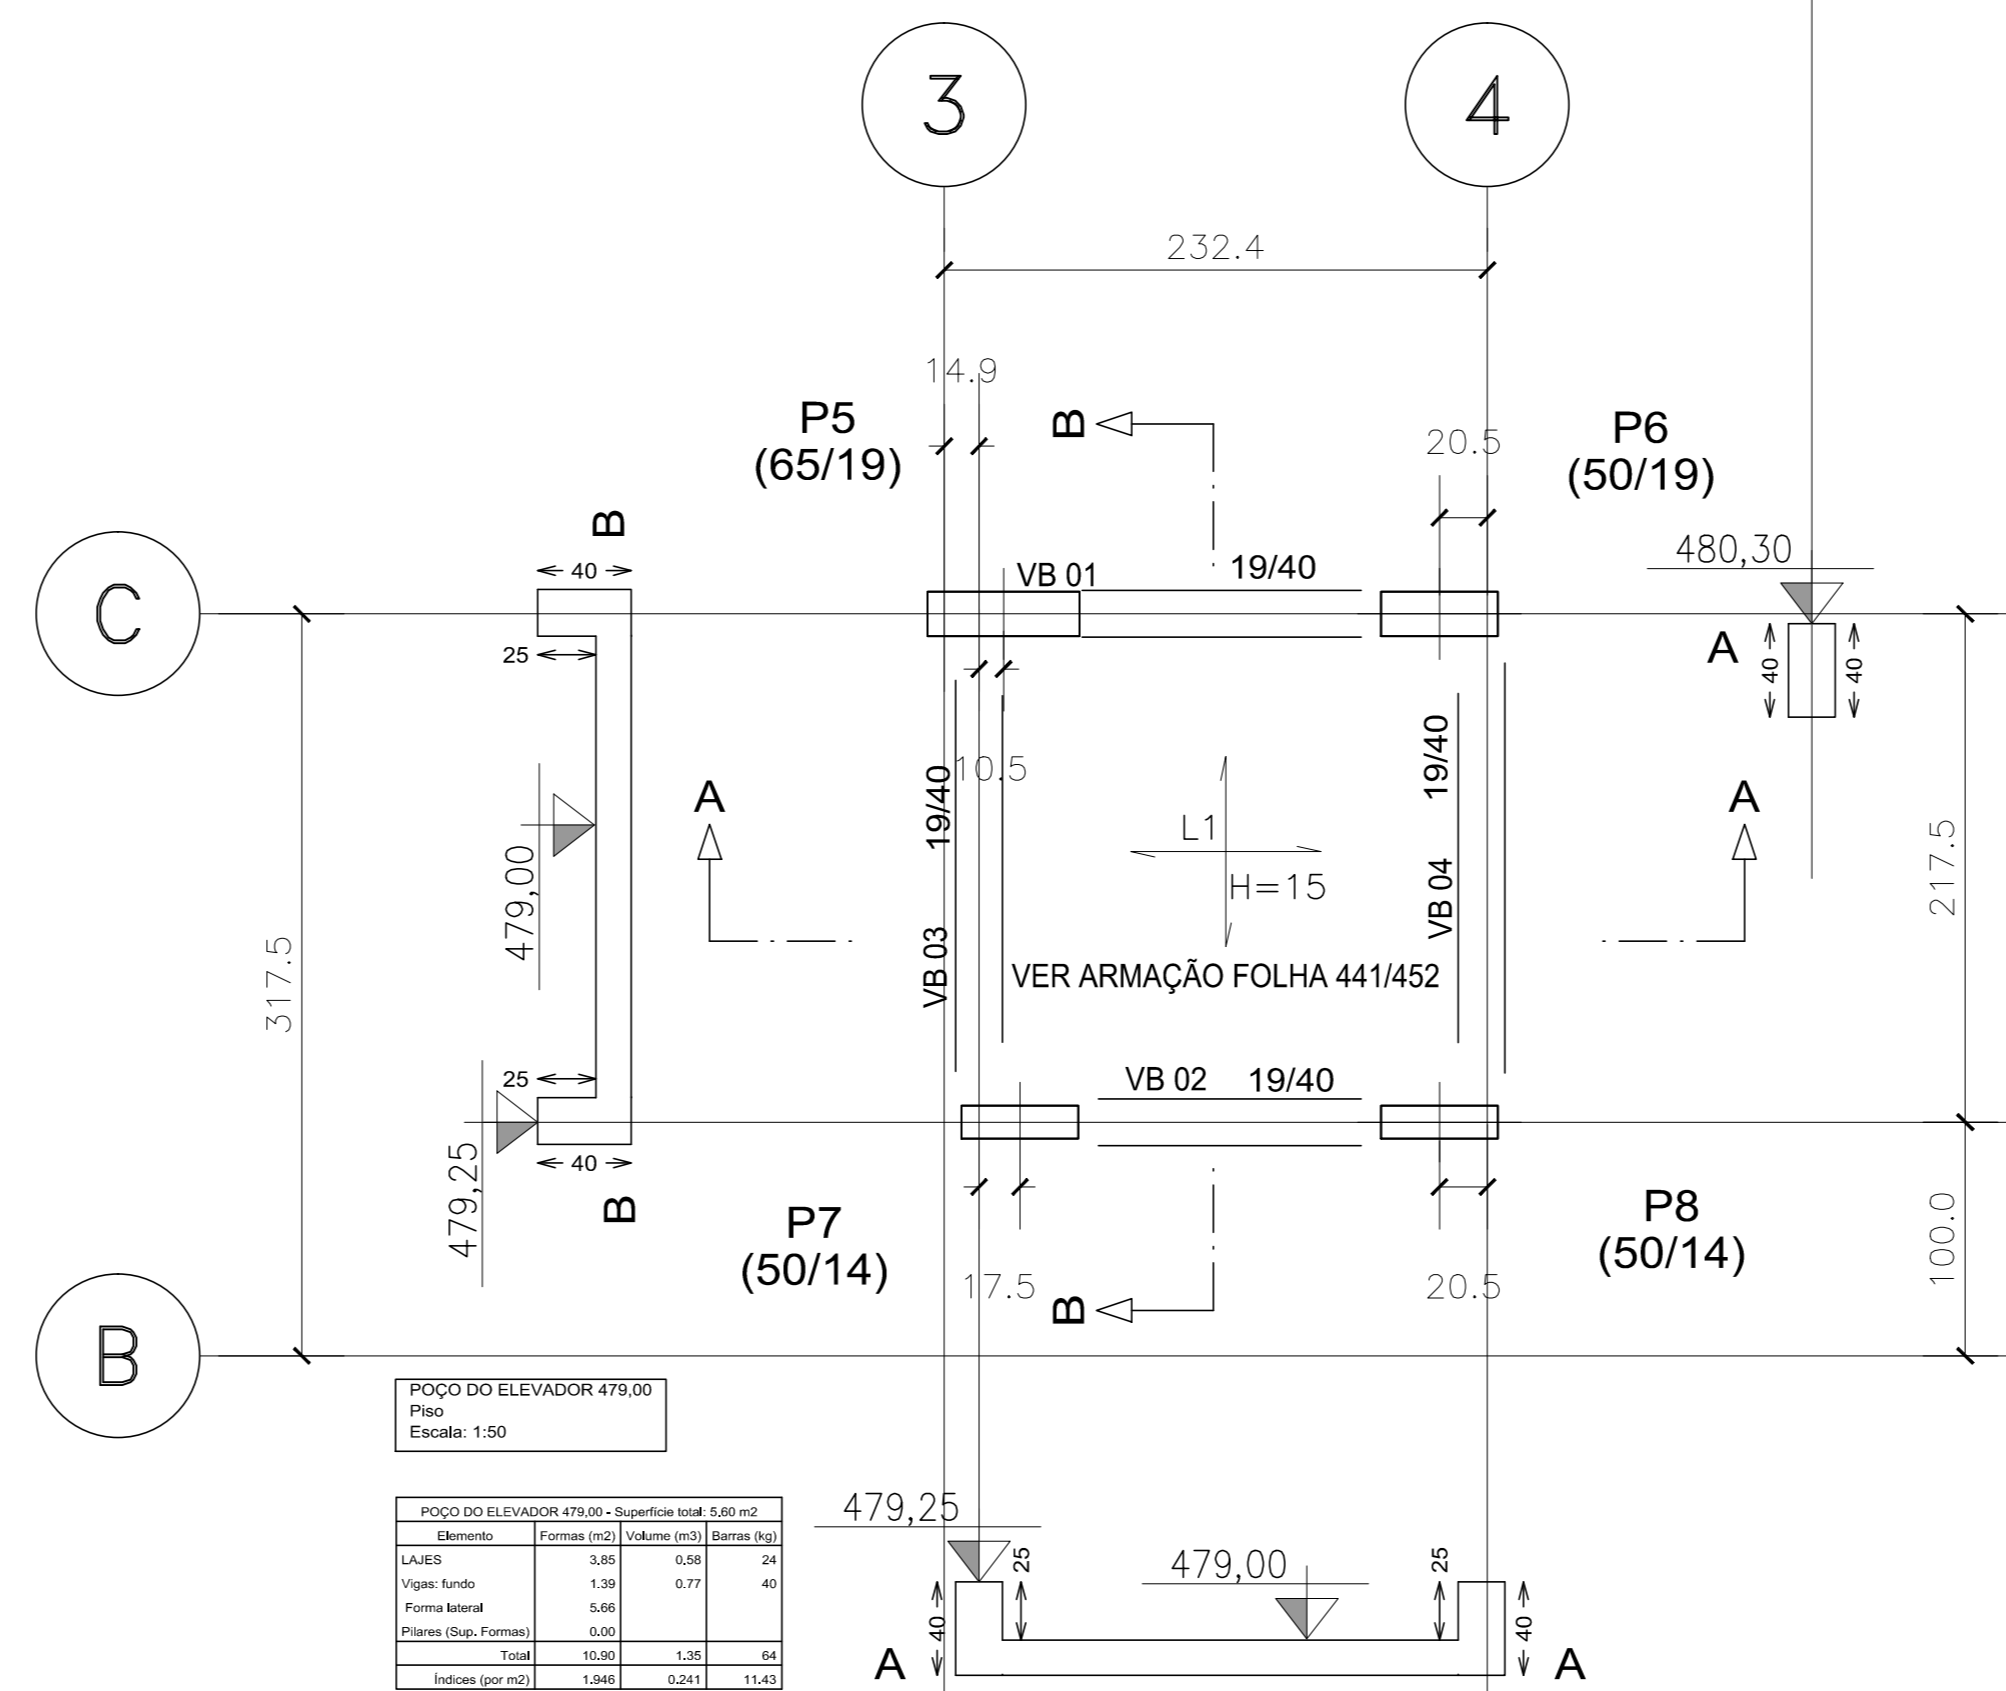 3
4
232.4
14.9
P5
(65/19)
B
20.5
P6
(50/19)
B
480,30
C
40
VB 01
19/40
A
40
40
25
10.5
19/40
19/40
A
A
L1
H=15
217.5
479,00
VB 04
317.5
VB 03
VER ARMAÇÃO FOLHA 441/452
25
VB 02
19/40
479,25
40
B
P7
(50/14)
P8
(50/14)
17.5
B
20.5
100.0
B
POÇO DO ELEVADOR 479,00
Piso
Escala: 1:50
POÇO DO ELEVADOR 479,00 - Superfície total: 5.60 m2
Elemento Formas (m2) Volume (m3) Barras (kg)
LAJES 3.85 0.58 24
Vigas: fundo 1.39 0.77 40
Forma lateral 5.66
Pilares (Sup. Formas) 0.00
Total 10.90 1.35 64
Índices (por m2) 1.946 0.241 11.43
479,25
25
479,00
25
40
40
A
A